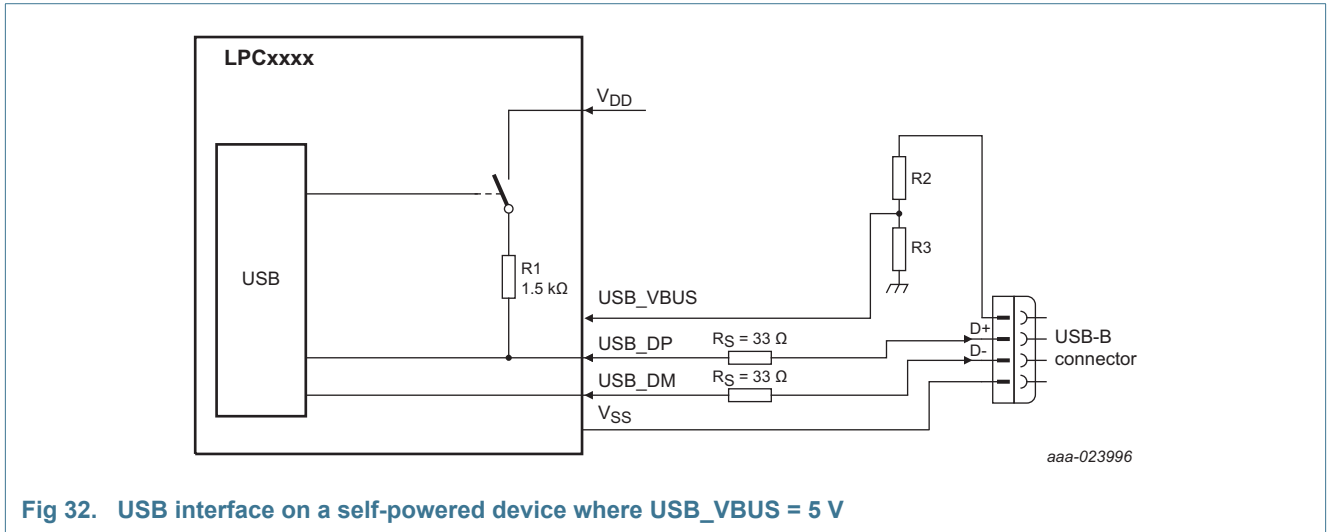 LPCxxxx
VDD
R2
R3
USB
R1
1.5 kΩ
USB_VBUS
D+
USB-B
connector
USB_DP
RS = 33 Ω
D-
USB_DM
RS = 33 Ω
VSS
aaa-023996
Fig 32. USB interface on a self-powered device where USB_VBUS = 5 V